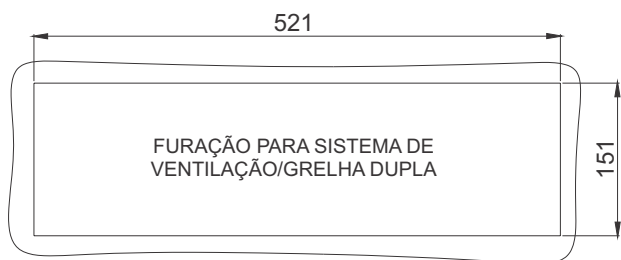 521
FURAÇÃO PARA SISTEMA DE
VENTILAÇÃO/GRELHA DUPLA
151